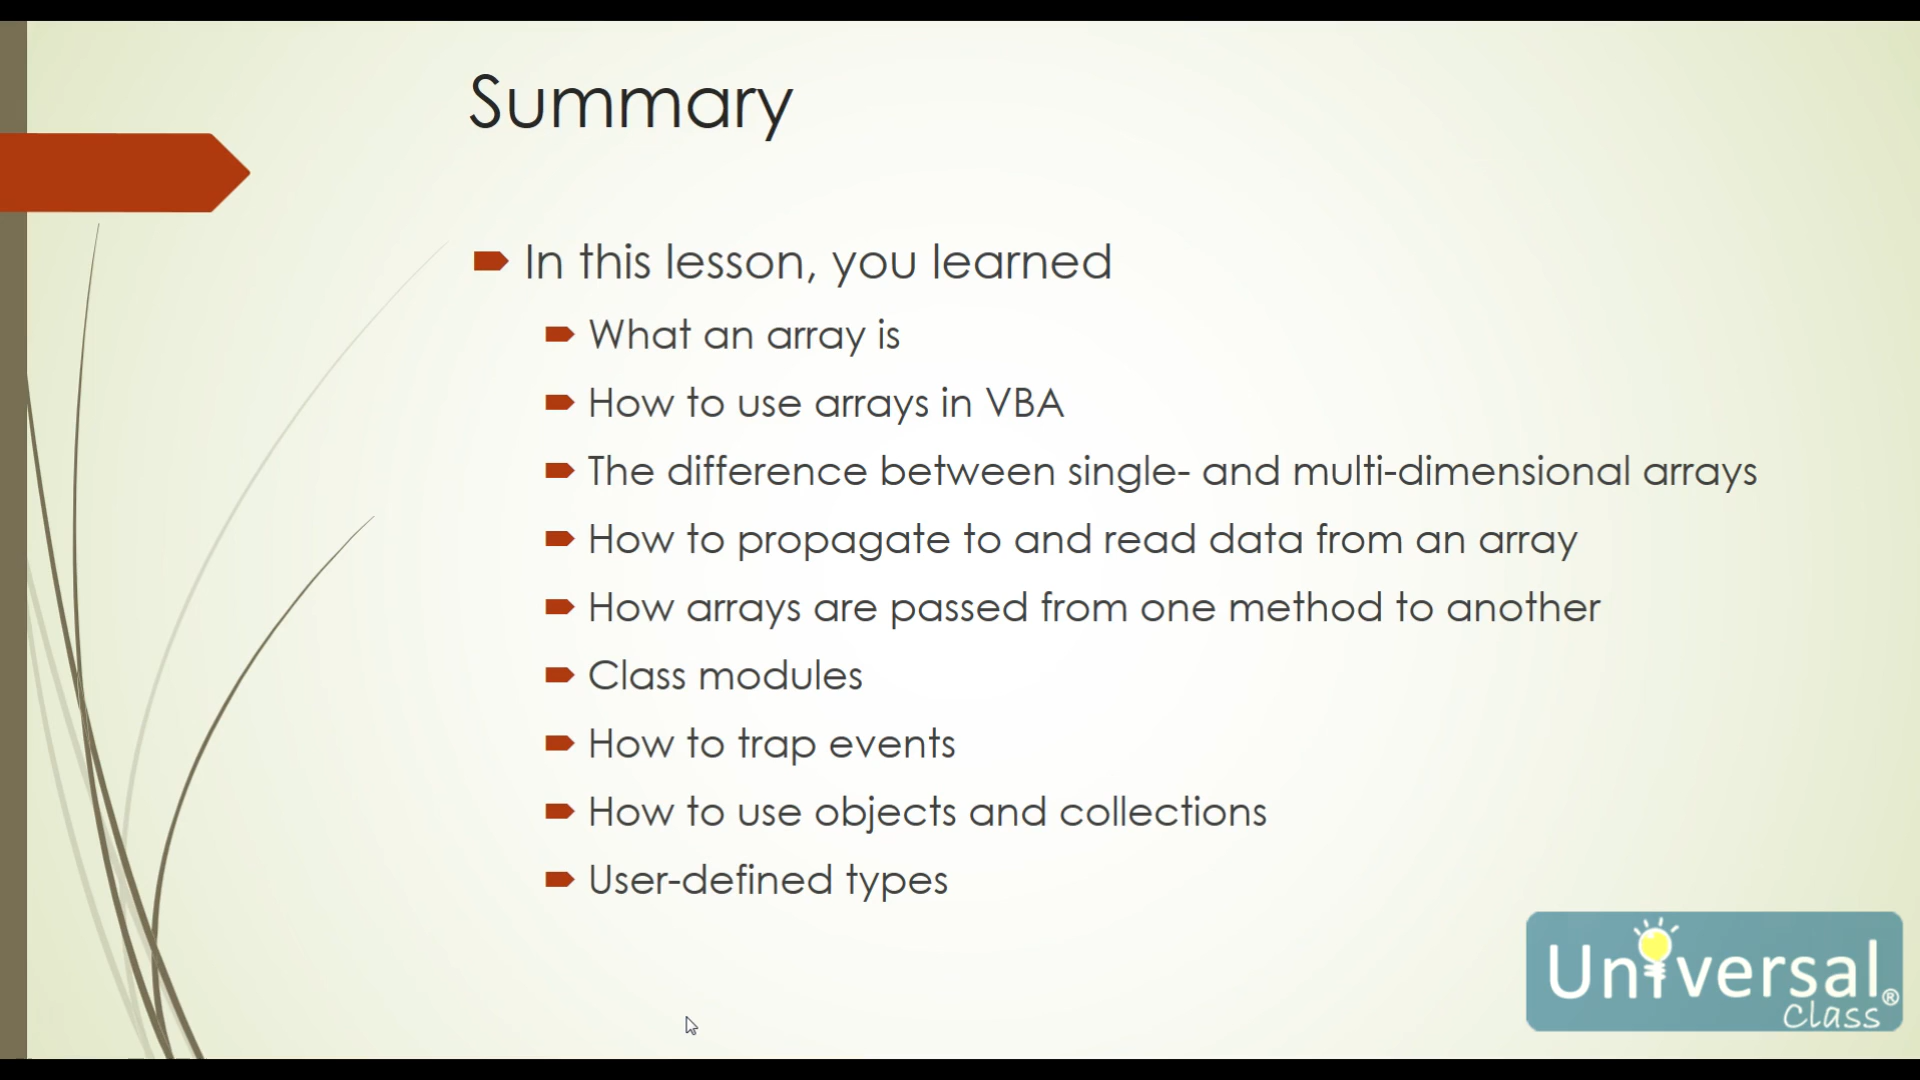 Summary
In this lesson, you learned
What an array is
How to use arrays in VBA
The difference between single- and multi-dimensional arrays
How to propagate to and read data from an array
How arrays are passed from one method to another
Class modules
How to trap events
How to use objects and collections
User-defined types
Universal®
Class